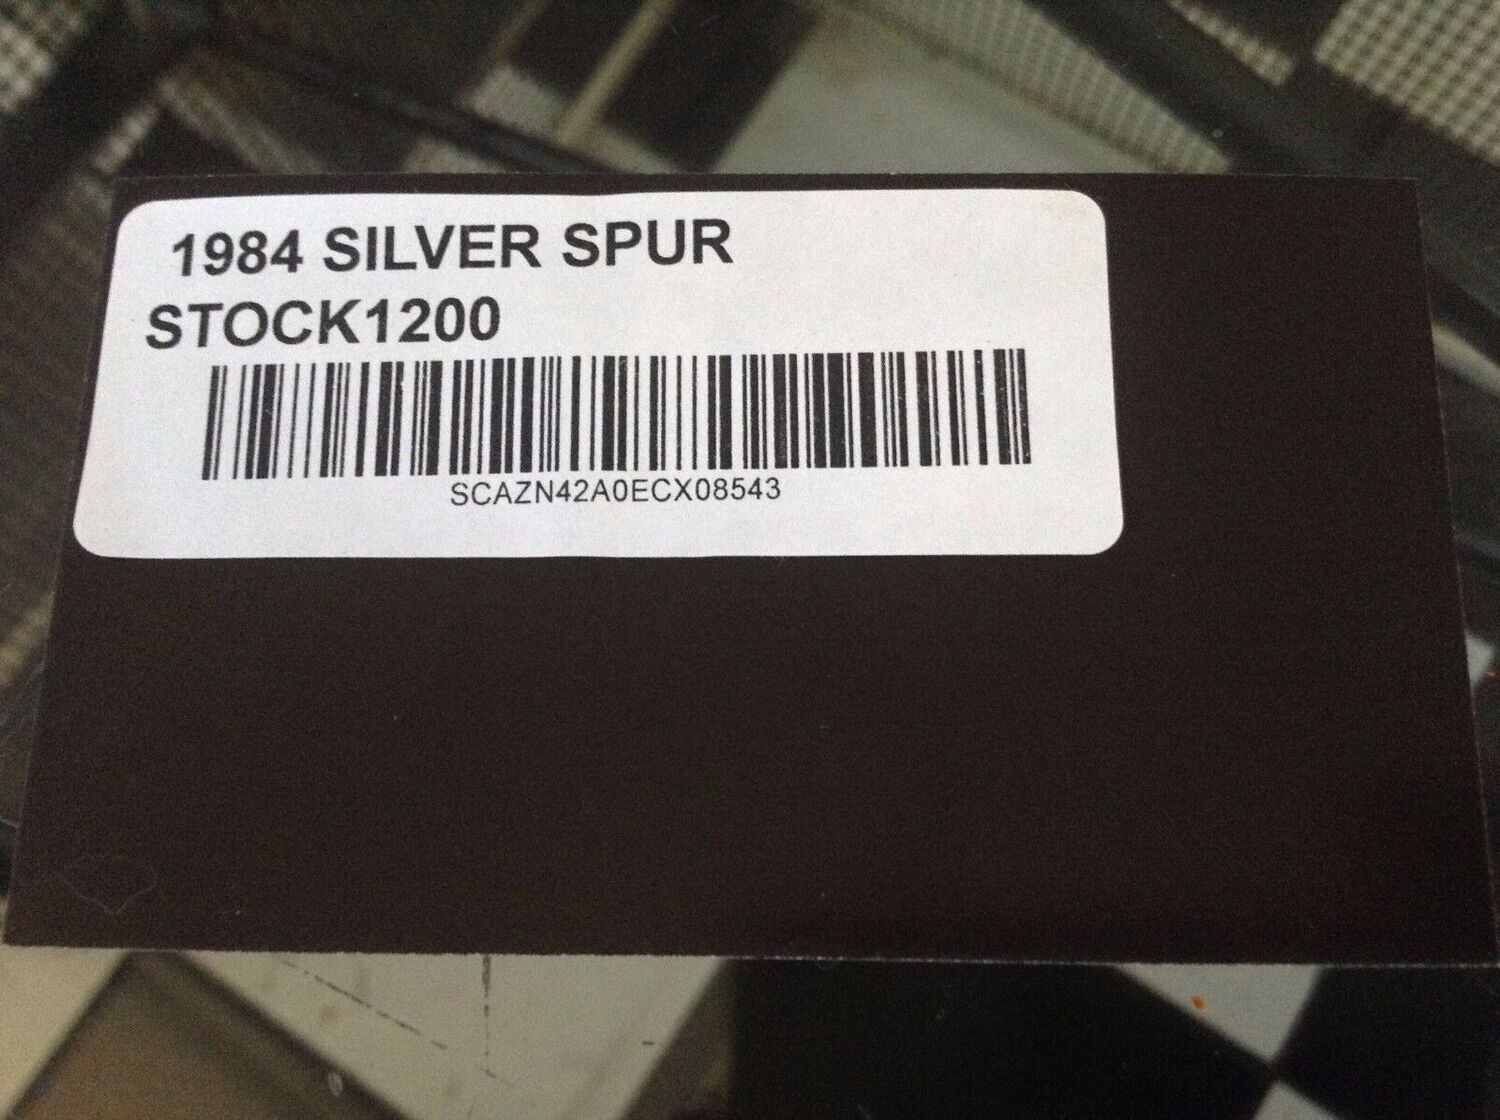 1984 SILVER SPUR
STOCK1200
SCAZN42A0ECX08543